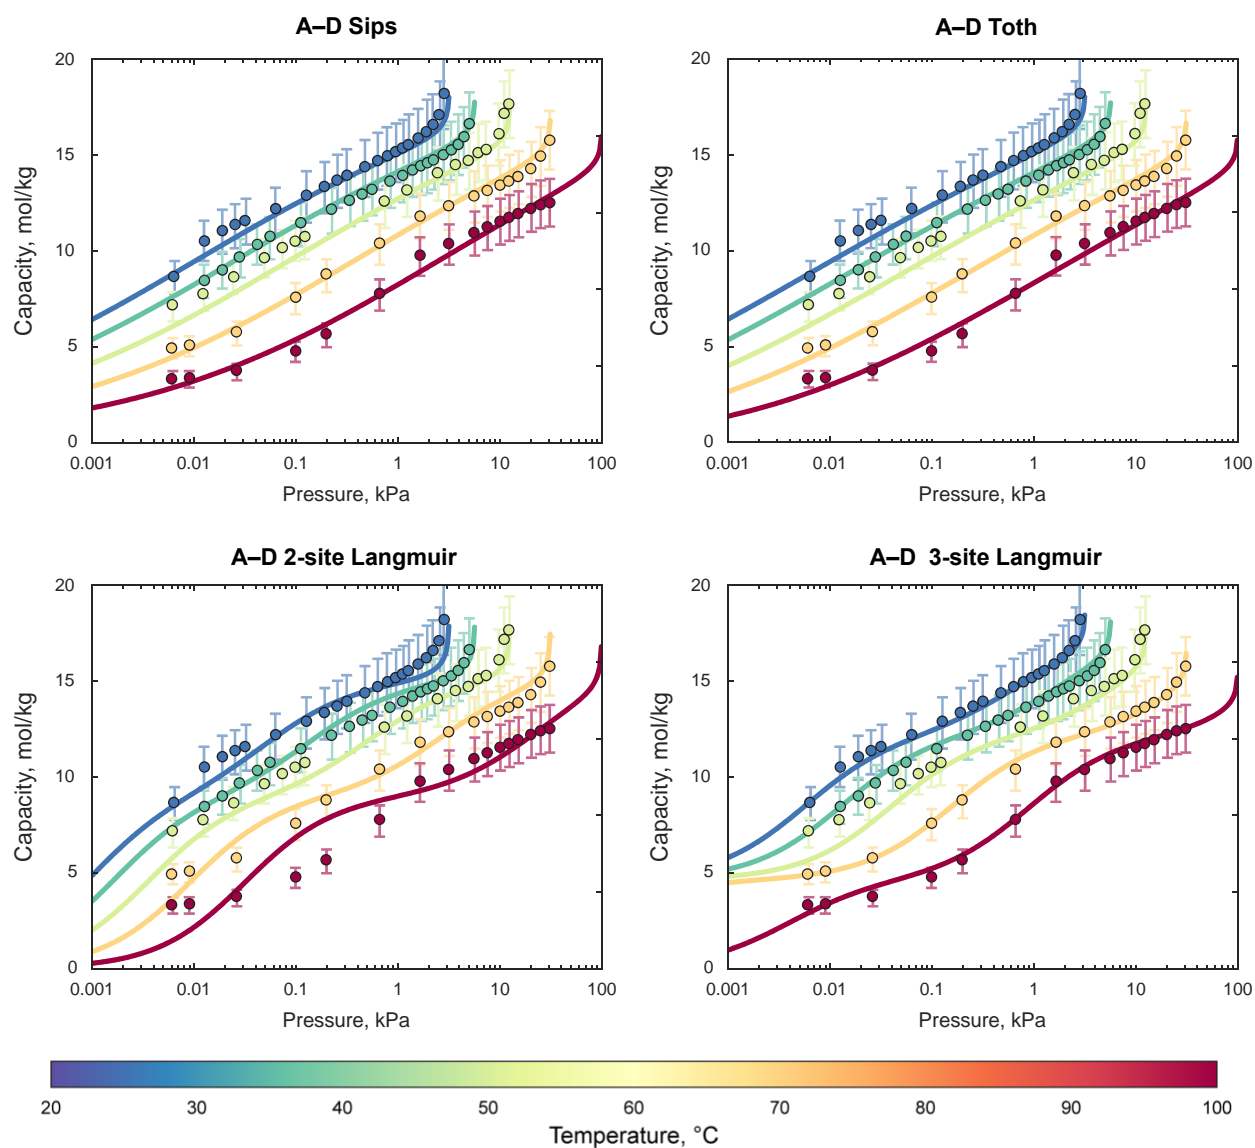 A–D Sips
20
15
10
5
0
0.001 0.01 0.1 1 10 100
Capacity, mol/kg
Pressure, kPa
A–D Toth
20
15
10
5
0
0.001 0.01 0.1 1 10 100
Capacity, mol/kg
Pressure, kPa
A–D 2-site Langmuir
20
15
10
5
0
0.001 0.01 0.1 1 10 100
Capacity, mol/kg
Pressure, kPa
A–D 3-site Langmuir
20
15
10
5
0
0.001 0.01 0.1 1 10 100
Capacity, mol/kg
Pressure, kPa
20 30 40 50 60 70 80 90 100
Temperature, °C